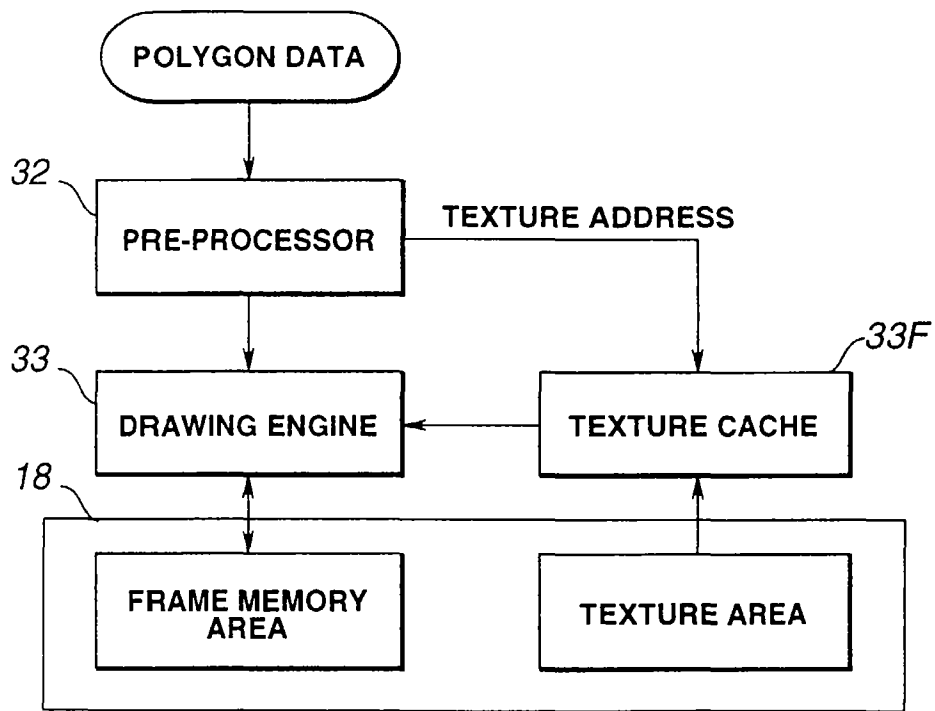 POLYGON DATA
32
PRE-PROCESSOR
TEXTURE ADDRESS
33
DRAWING ENGINE
33F
TEXTURE CACHE
18
FRAME MEMORY
AREA
TEXTURE AREA